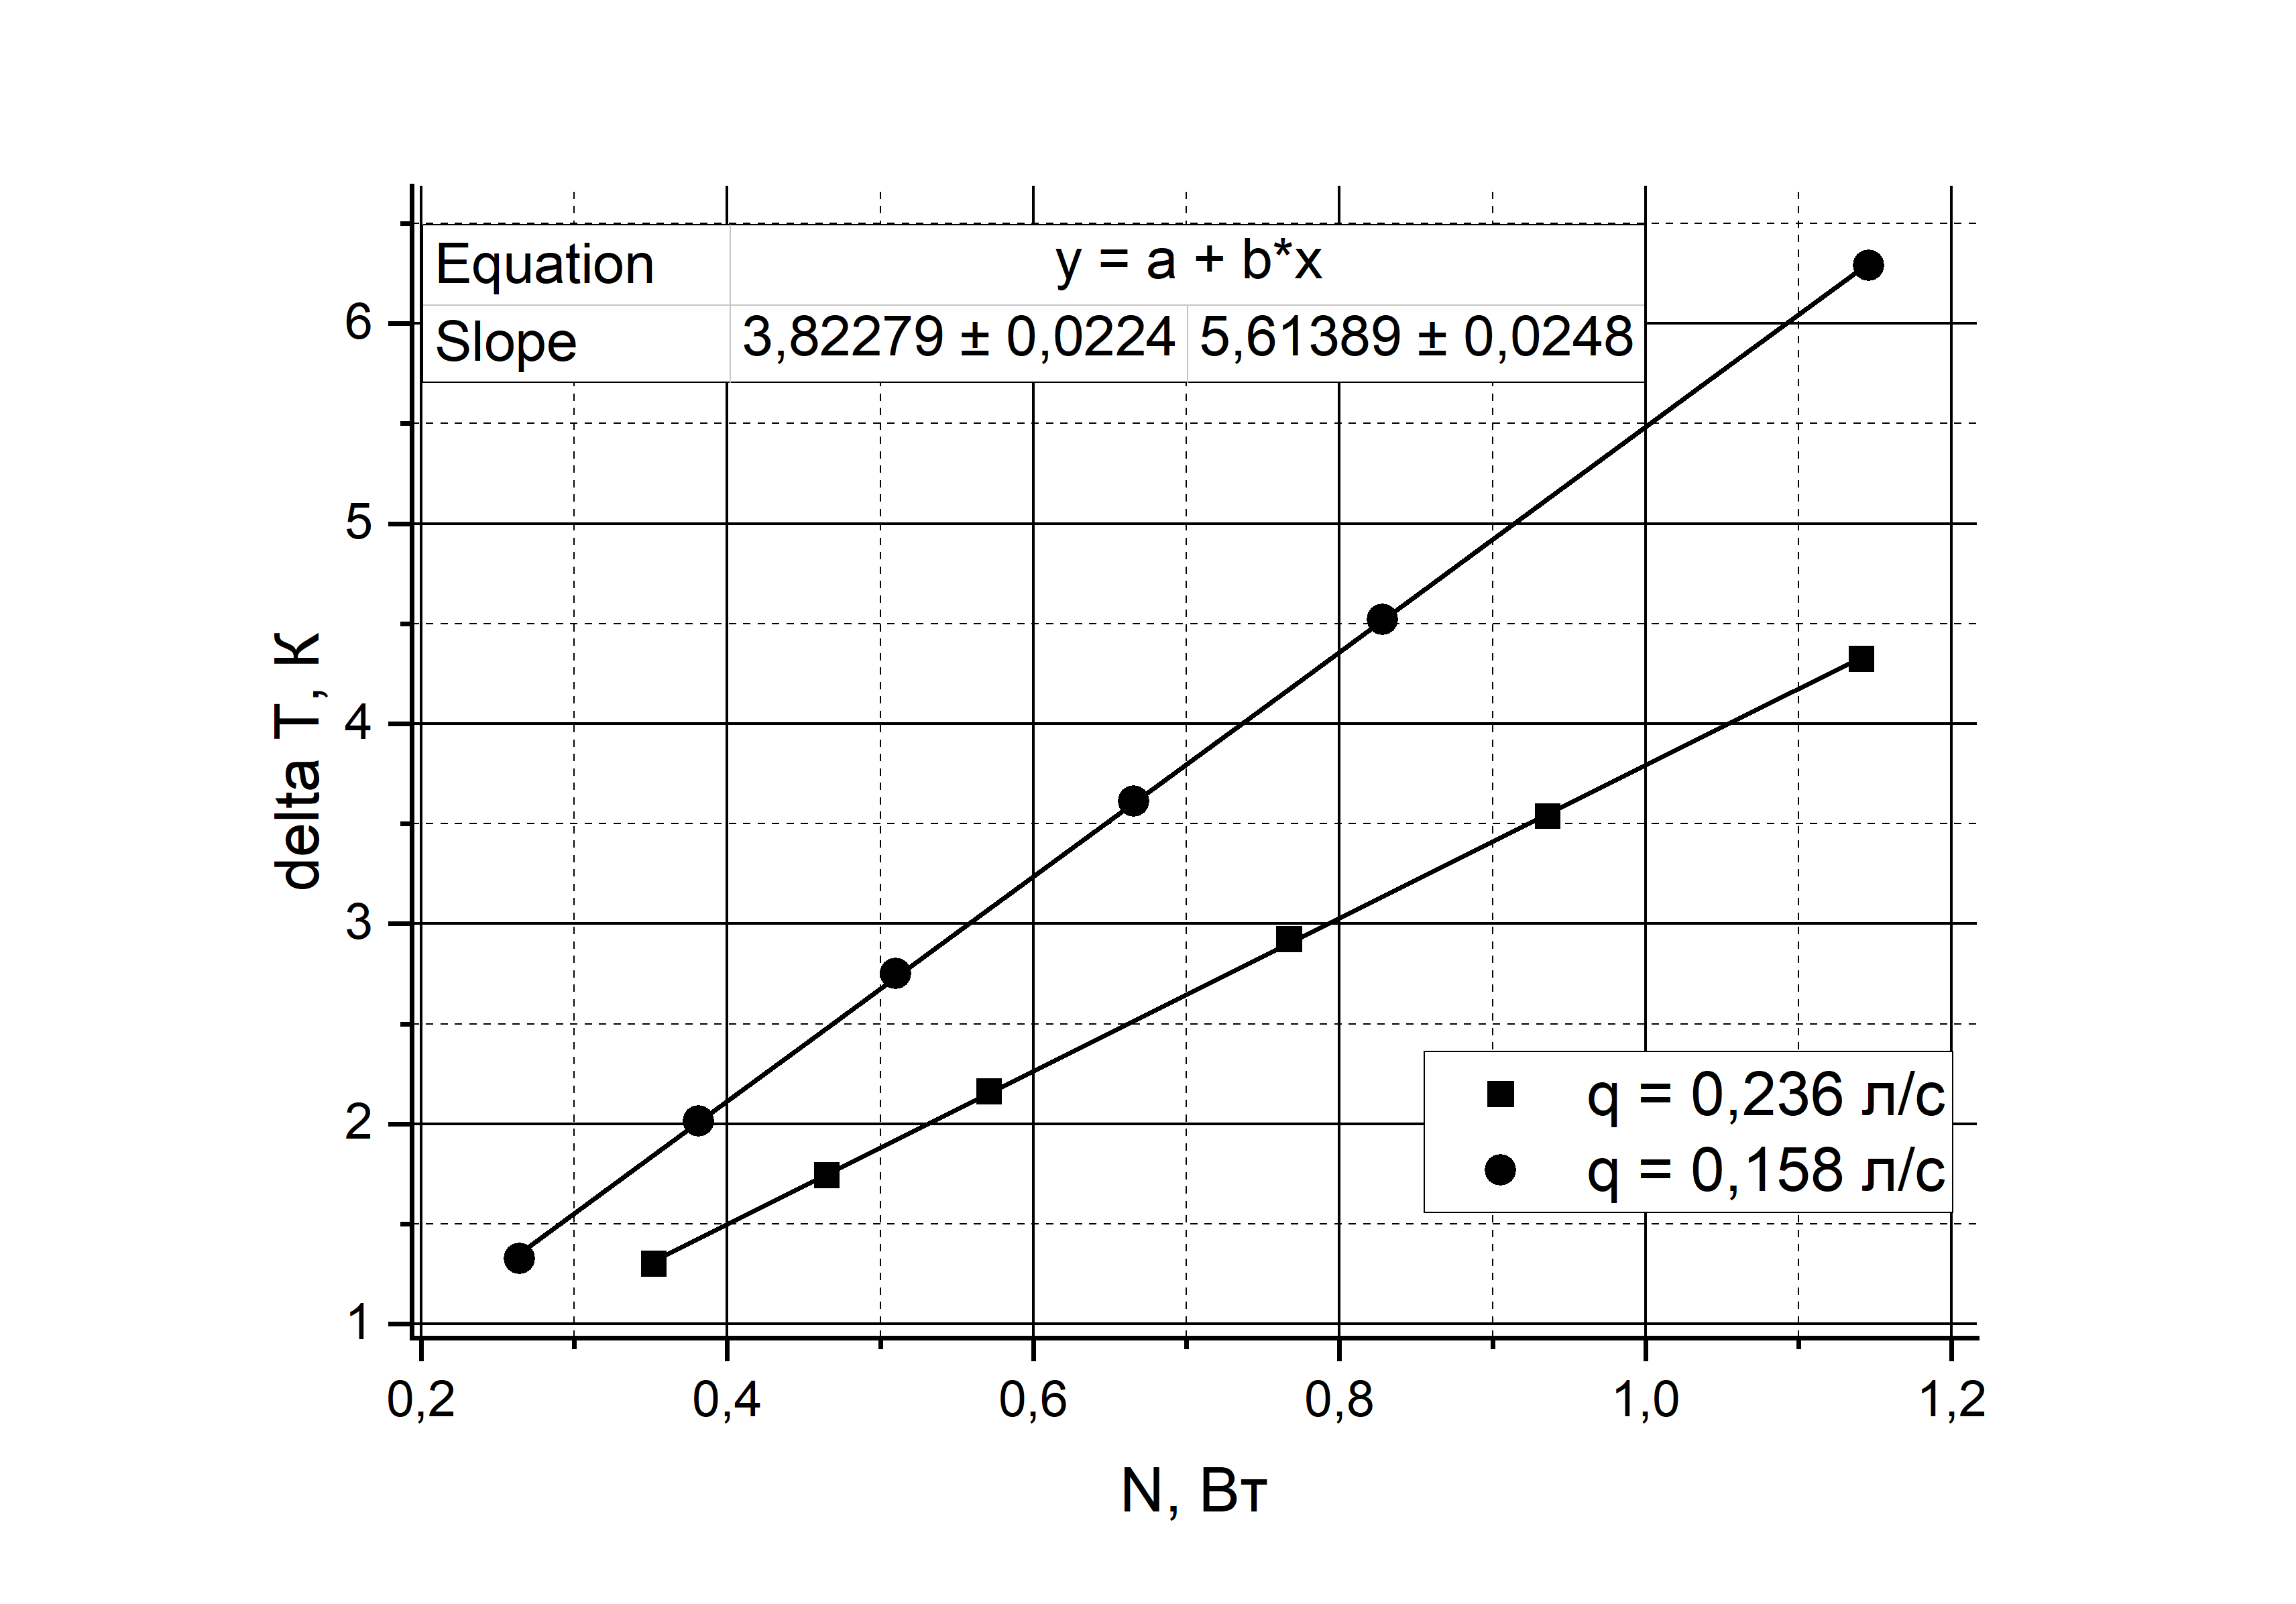 Equation y = a + b*x
Slope 3,82279 ± 0,0224 5,61389 ± 0,0248
6
5
4
3
2
1
delta T, К
q = 0,236 л/с
q = 0,158 л/с
0,2 0,4 0,6 0,8 1,0 1,2
N, Вт